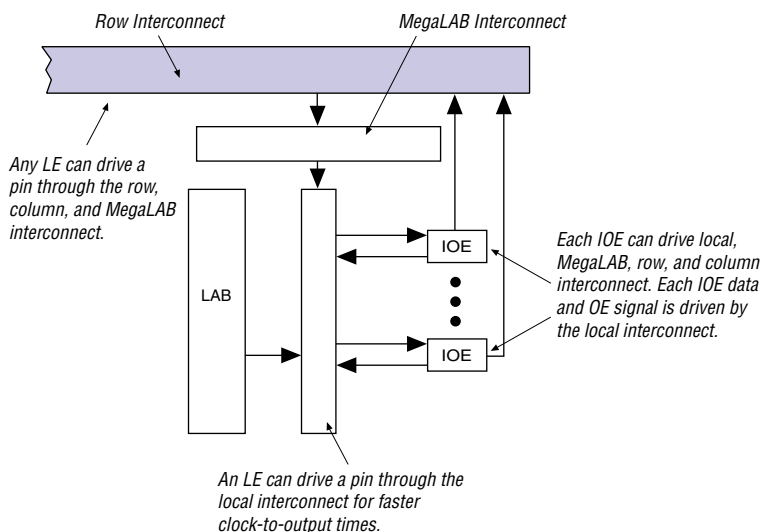 Row Interconnect
MegaLAB Interconnect
Any LE can drive a
pin through the row,
column, and MegaLAB
interconnect.
LAB
IOE
IOE
Each IOE can drive local,
MegaLAB, row, and column
interconnect. Each IOE data
and OE signal is driven by
the local interconnect.
An LE can drive a pin through the
local interconnect for faster
clock-to-output times.